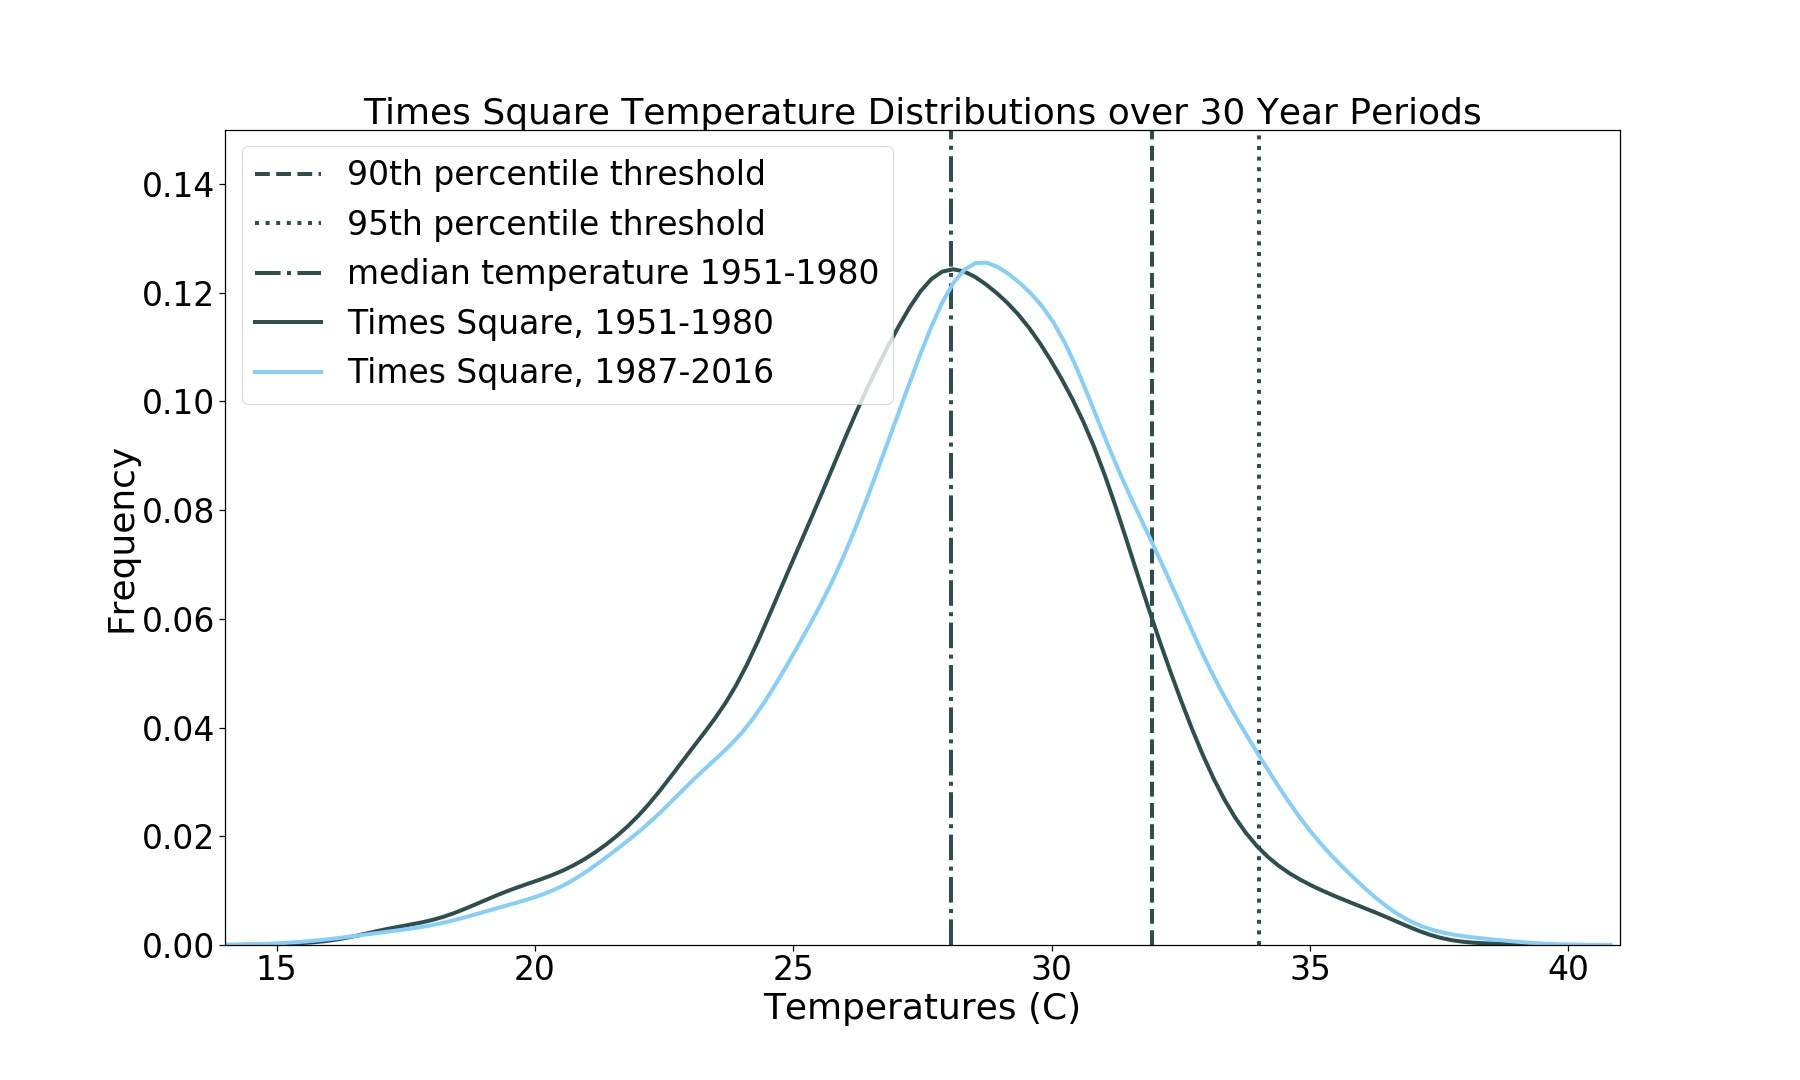 Times Square Temperature Distributions over 30 Year Periods
90th percentile threshold
95th percentile threshold
median temperature 1951-1980
Times Square, 1951-1980
Times Square, 1987-2016
Frequency
0.14
0.12
0.10
0.08
0.06
0.04
0.02
0.00
15 20 25 30 35 40
Temperatures (C)